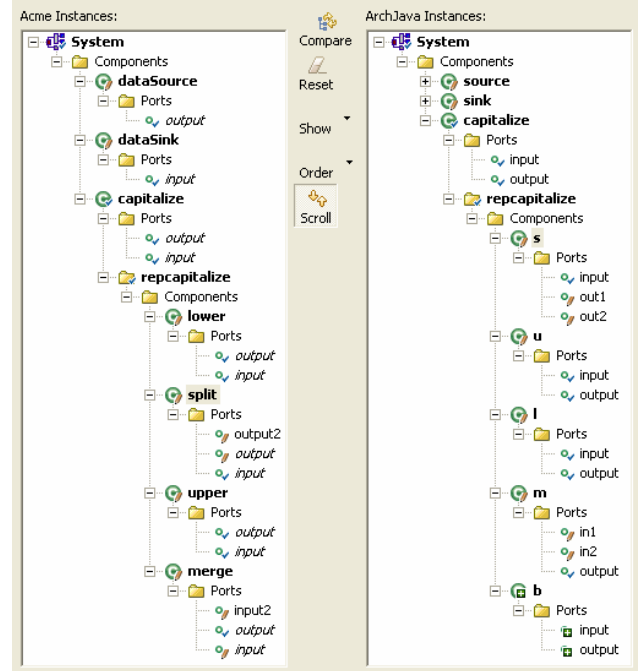 Acme Instances:
System
Components
dataSource
Ports
output
dataSink
Ports
input
capitalize
Ports
output
input
repcapitalize
Components
lower
Ports
output
input
split
Ports
output2
output
input
upper
Ports
output
input
merge
Ports
input2
output
input
Compare
Reset
Show
Order
Scroll
ArchJava Instances:
System
Components
source
sink
capitalize
Ports
input
output
repcapitalize
Components
s
Ports
input
out1
out2
u
Ports
input
output
l
Ports
input
output
m
Ports
in1
in2
output
b
Ports
input
output